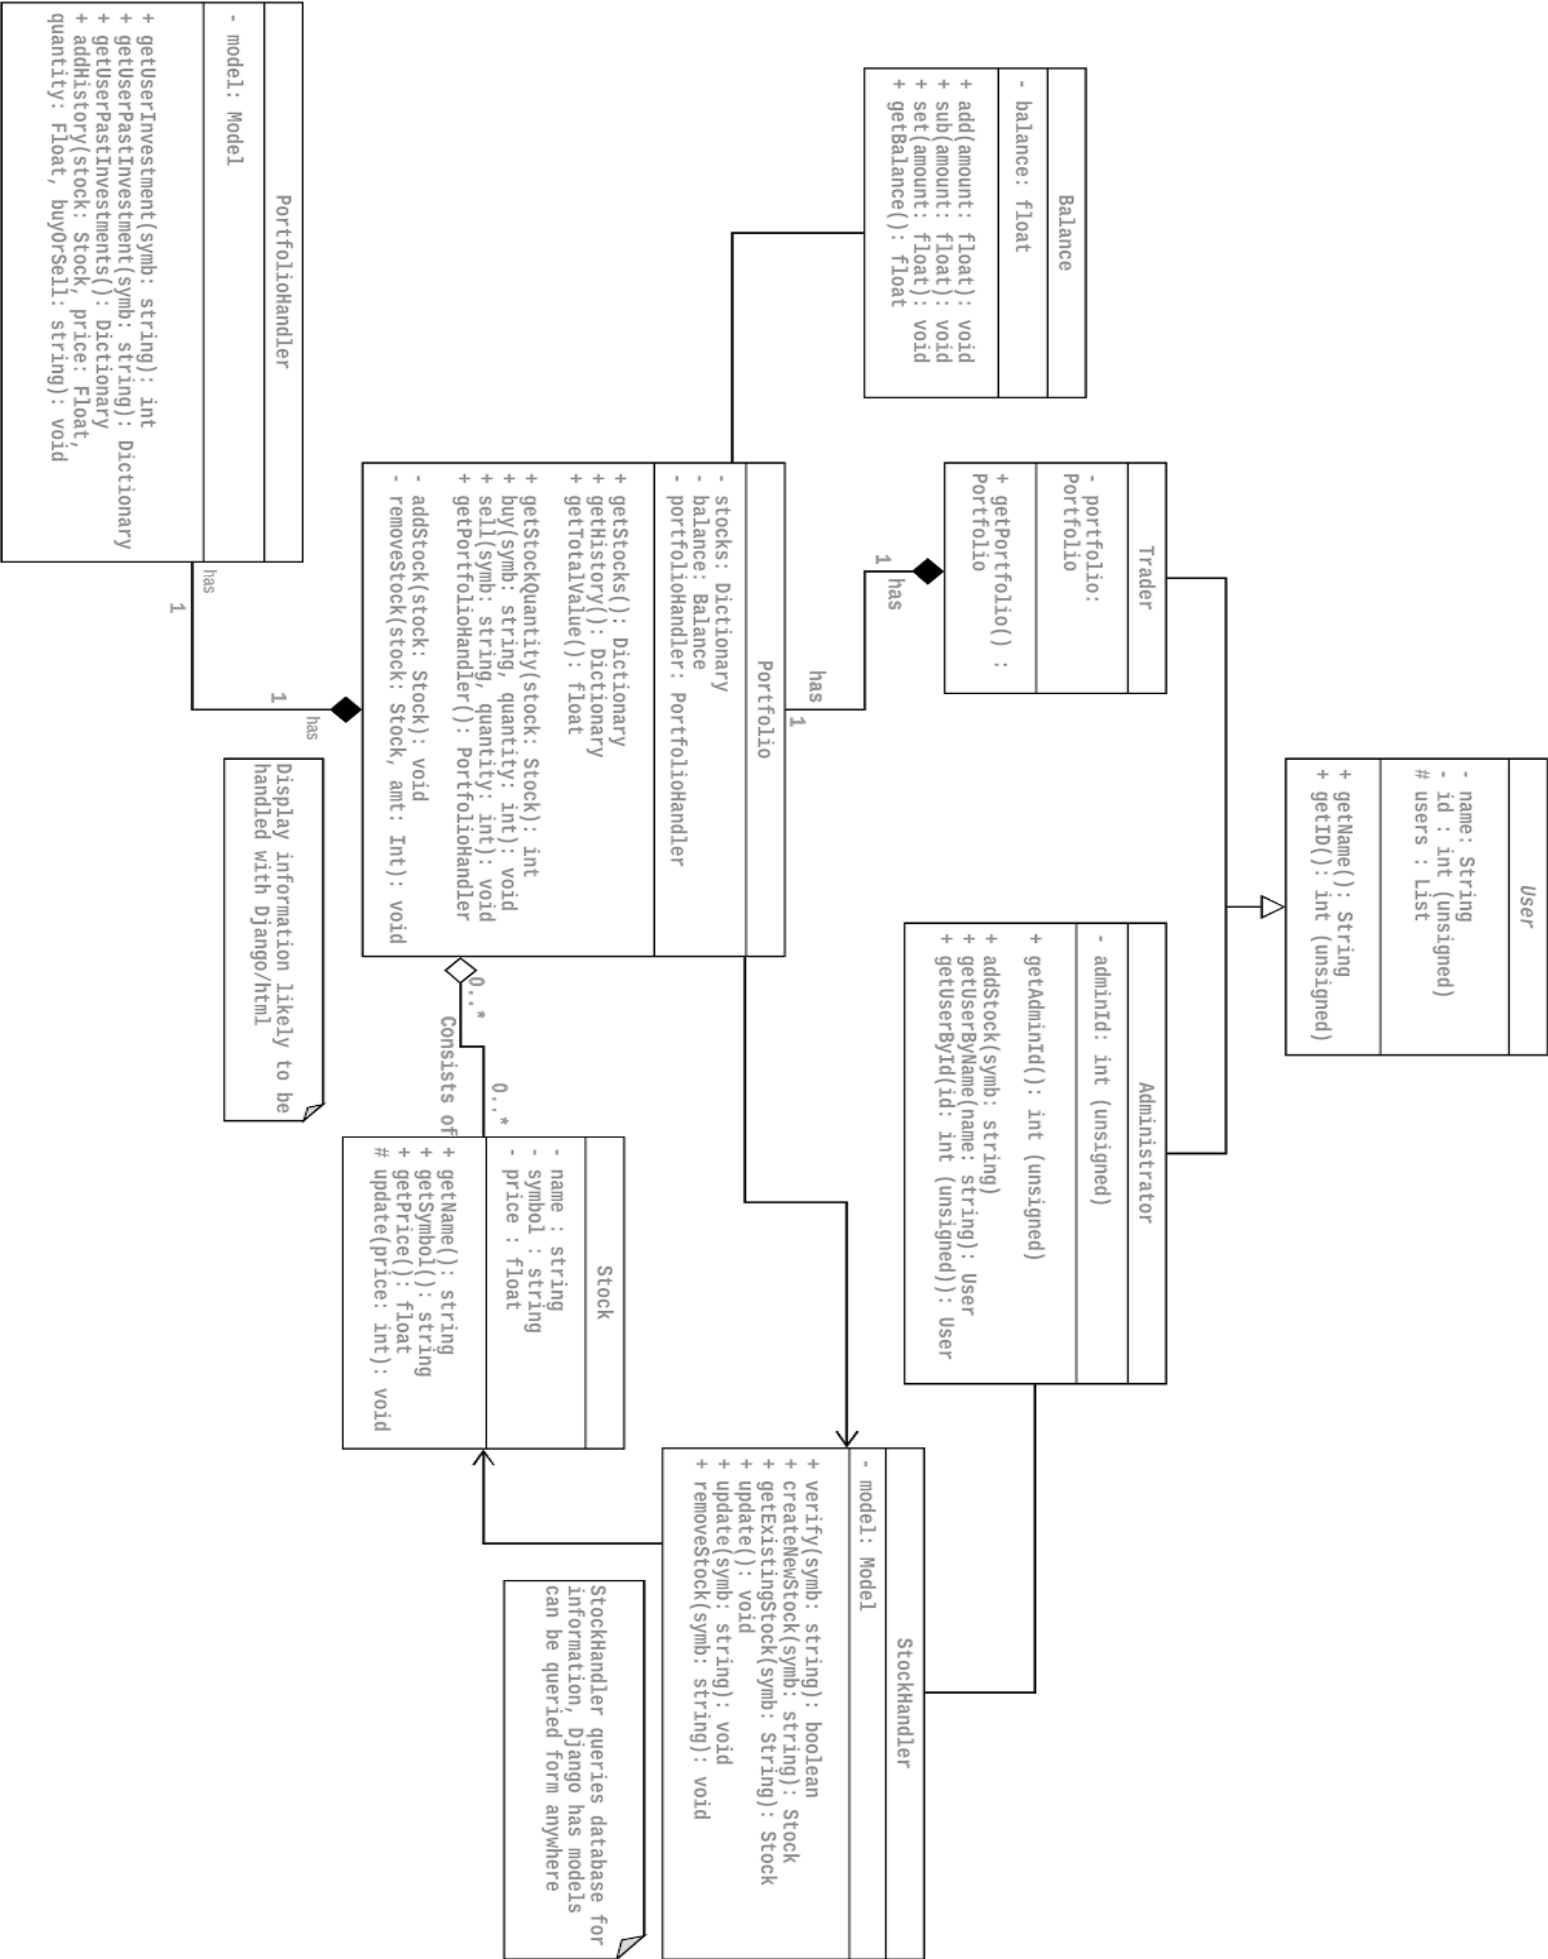 User
- name: String
- id : int (unsigned)
# users : List
+ getName(): String
+ getID(): int (unsigned)
Trader
- portfolio:
Portfolio
+ getPortfolio() :
Portfolio
Administrator
- adminId: int (unsigned)
+ getAdminId(): int (unsigned)
+ addStock(symb: string)
+ getUserByName(name: string): User
+ getUserById(id: int (unsigned)): User
Balance
- balance: float
+ add(amount: float): void
+ sub(amount: float): void
+ set(amount: float): void
+ getBalance(): float
has
1
has
1
Portfolio
- stocks: Dictionary
- balance: Balance
- portfolioHandler: PortfolioHandler
+ getStocks(): Dictionary
+ getHistory(): Dictionary
+ getTotalValue(): float
+ getStockQuantity(stock: Stock): int
+ buy(symb: string, quantity: int): void
+ sell(symb: string, quantity: int): void
+ getPortfolioHandler(): PortfolioHandler
- addStock(stock: Stock): void
- removeStock(stock: Stock, amt: Int): void
StockHandler
- model: Model
+ verify(symb: string): boolean
+ createNewStock(symb: string): Stock
+ getExistingStock(symb: String): Stock
+ update(): void
+ update(symb: string): void
+ removeStock(symb: string): void
Stock
- name : string
- symbol : string
- price : float
+ getName(): string
+ getSymbol(): string
+ getPrice(): float
# update(price: int): void
0..*
0..*
Consists of
StockHandler queries database for
information, Django has models
can be queried form anywhere
has
1
has
1
Display information likely to be
handled with Django/html
PortfolioHandler
- model: Model
+ getUserInvestment(symb: string): int
+ getUserPastInvestment(symb: string): Dictionary
+ getUserPastInvestments(): Dictionary
+ addHistory(stock: Stock, price: Float,
quantity: Float, buyOrSell: string): void